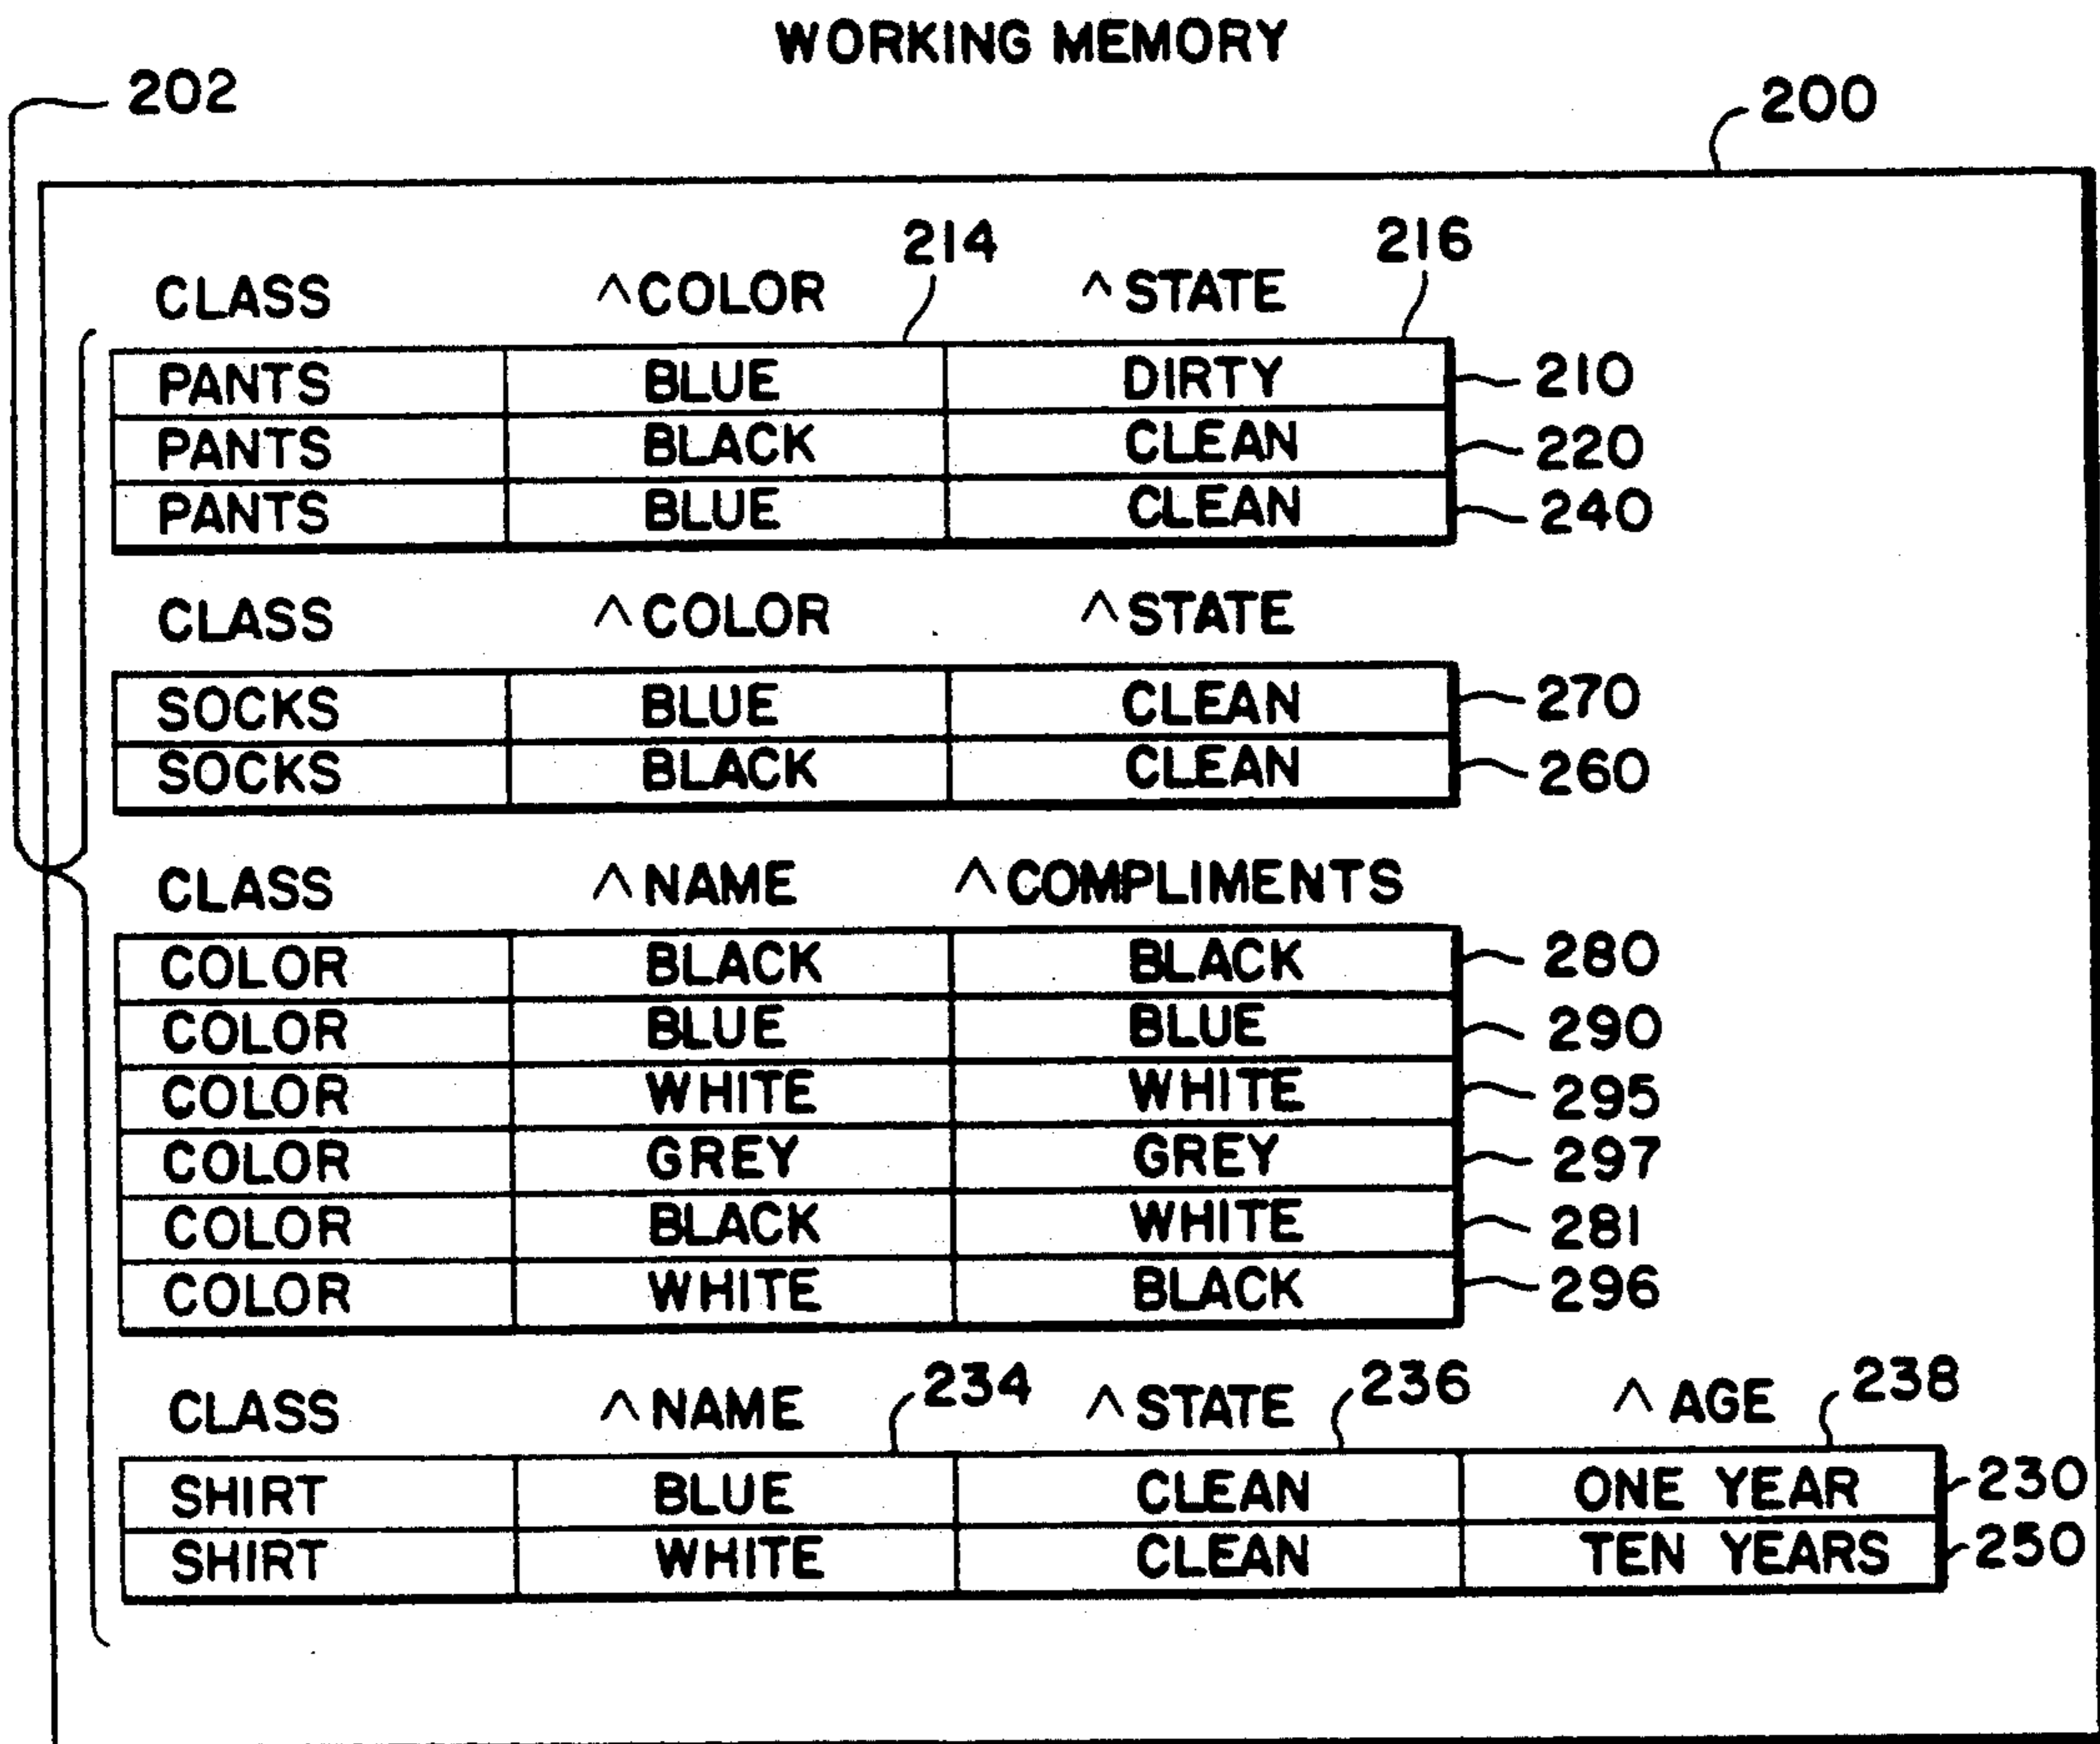 WORKING MEMORY
202
200
214
216
CLASS ^COLOR ^STATE
PANTS BLUE DIRTY 210
PANTS BLACK CLEAN 220
PANTS BLUE CLEAN 240
CLASS ^COLOR ^STATE
SOCKS BLUE CLEAN 270
SOCKS BLACK CLEAN 260
CLASS ^NAME ^COMPLIMENTS
COLOR BLACK BLACK 280
COLOR BLUE BLUE 290
COLOR WHITE WHITE 295
COLOR GREY GREY 297
COLOR BLACK WHITE 281
COLOR WHITE BLACK 296
CLASS ^NAME 234 ^STATE 236 ^AGE 238
SHIRT BLUE CLEAN ONE YEAR 230
SHIRT WHITE CLEAN TEN YEARS 250